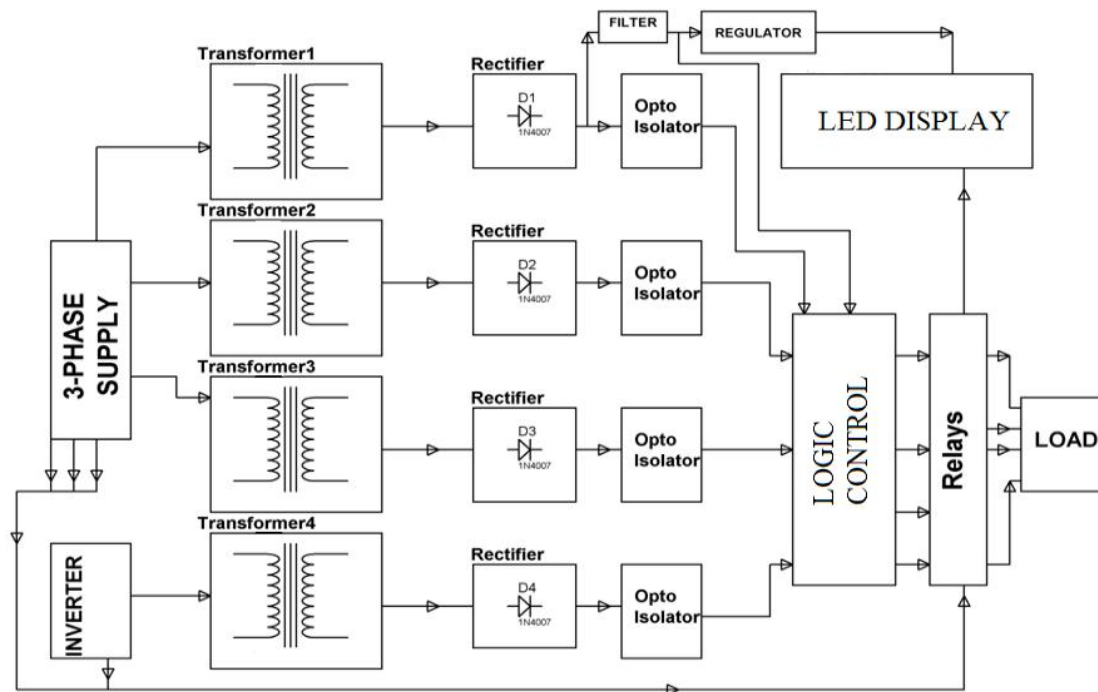 FILTER
REGULATOR
LED DISPLAY
Transformer1
Rectifier
D1
1N4007
Opto
Isolator
Transformer2
Rectifier
D2
1N4007
Opto
Isolator
3-PHASE
SUPPLY
Transformer3
Rectifier
D3
1N4007
Opto
Isolator
LOGIC
CONTROL
Relays
LOAD
Transformer4
INVERTER
Rectifier
D4
1N4007
Opto
Isolator